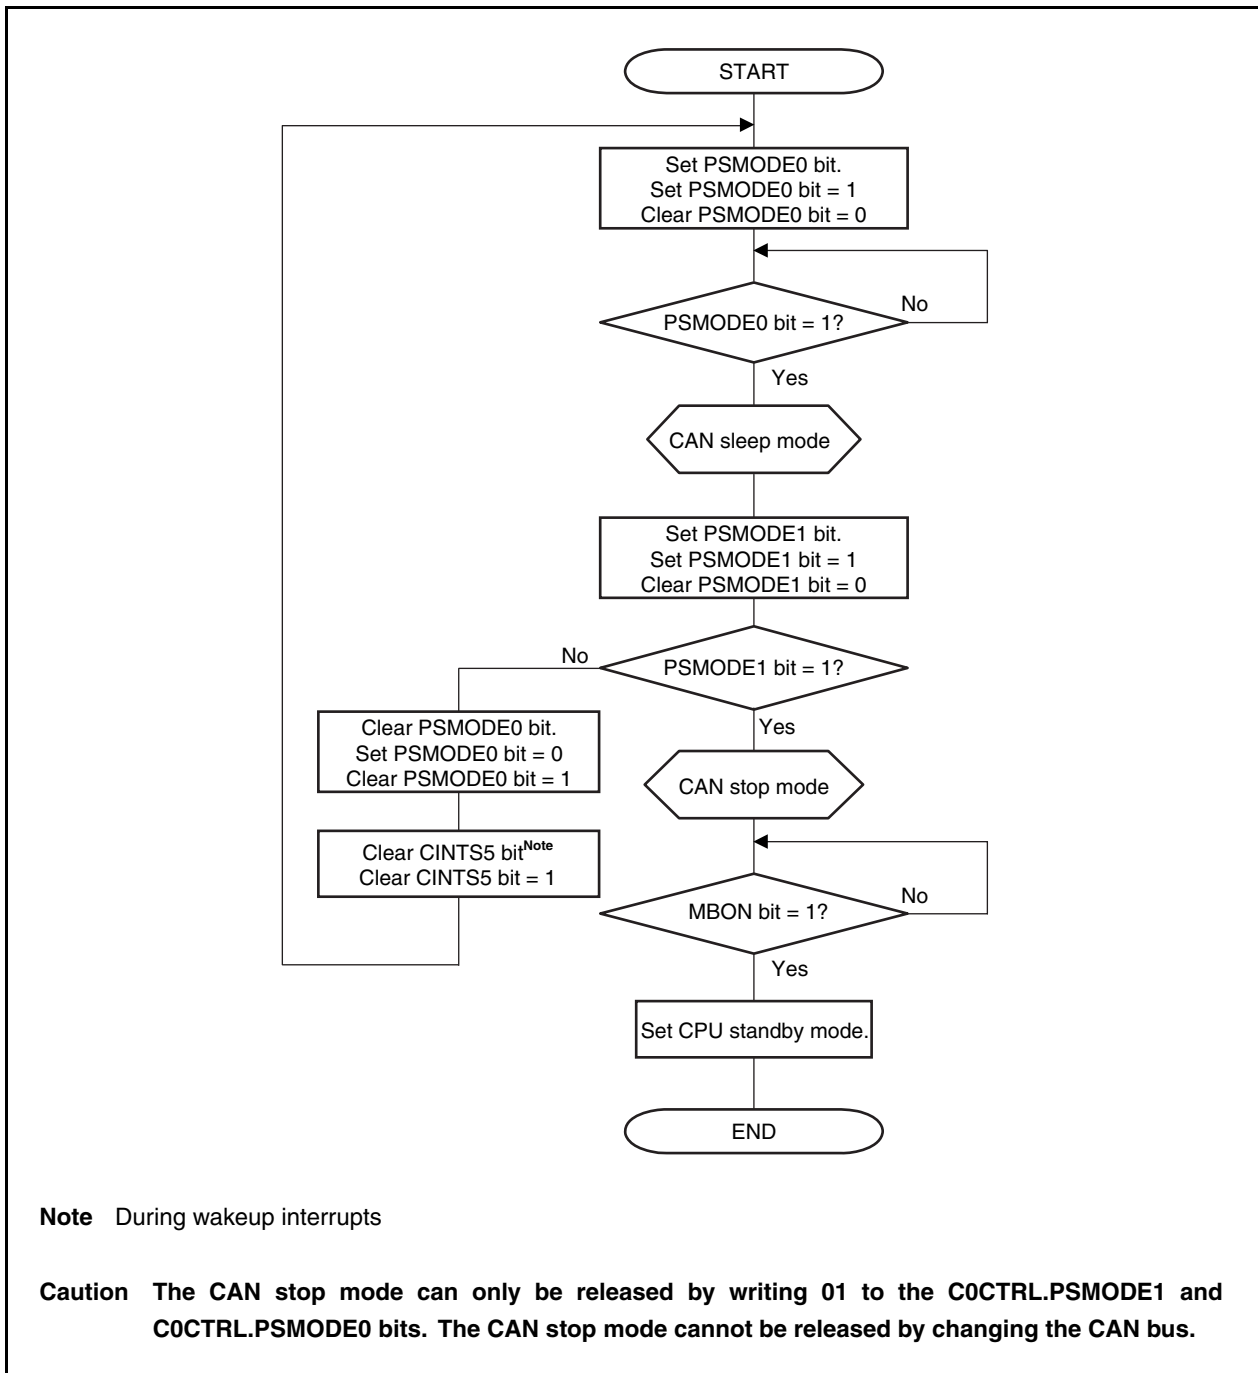 START
Set PSMODE0 bit.
Set PSMODE0 bit = 1
Clear PSMODE0 bit = 0
No
PSMODE0 bit = 1?
Yes
CAN sleep mode
Set PSMODE1 bit.
Set PSMODE1 bit = 1
Clear PSMODE1 bit = 0
No
PSMODE1 bit = 1?
Yes
Clear PSMODE0 bit.
Set PSMODE0 bit = 0
Clear PSMODE0 bit = 1
CAN stop mode
Clear CINTS5 bitNote
Clear CINTS5 bit = 1
No
MBON bit = 1?
Yes
Set CPU standby mode.
END
Note During wakeup interrupts
Caution The CAN stop mode can only be released by writing 01 to the C0CTRL.PSMODE1 and
C0CTRL.PSMODE0 bits. The CAN stop mode cannot be released by changing the CAN bus.